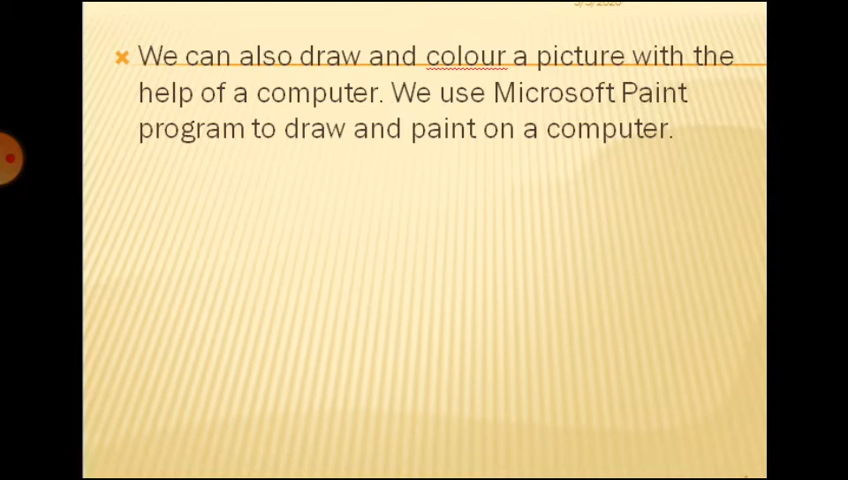 We can also draw and colour a picture with the
help of a computer. We use Microsoft Paint
program to draw and paint on a computer.